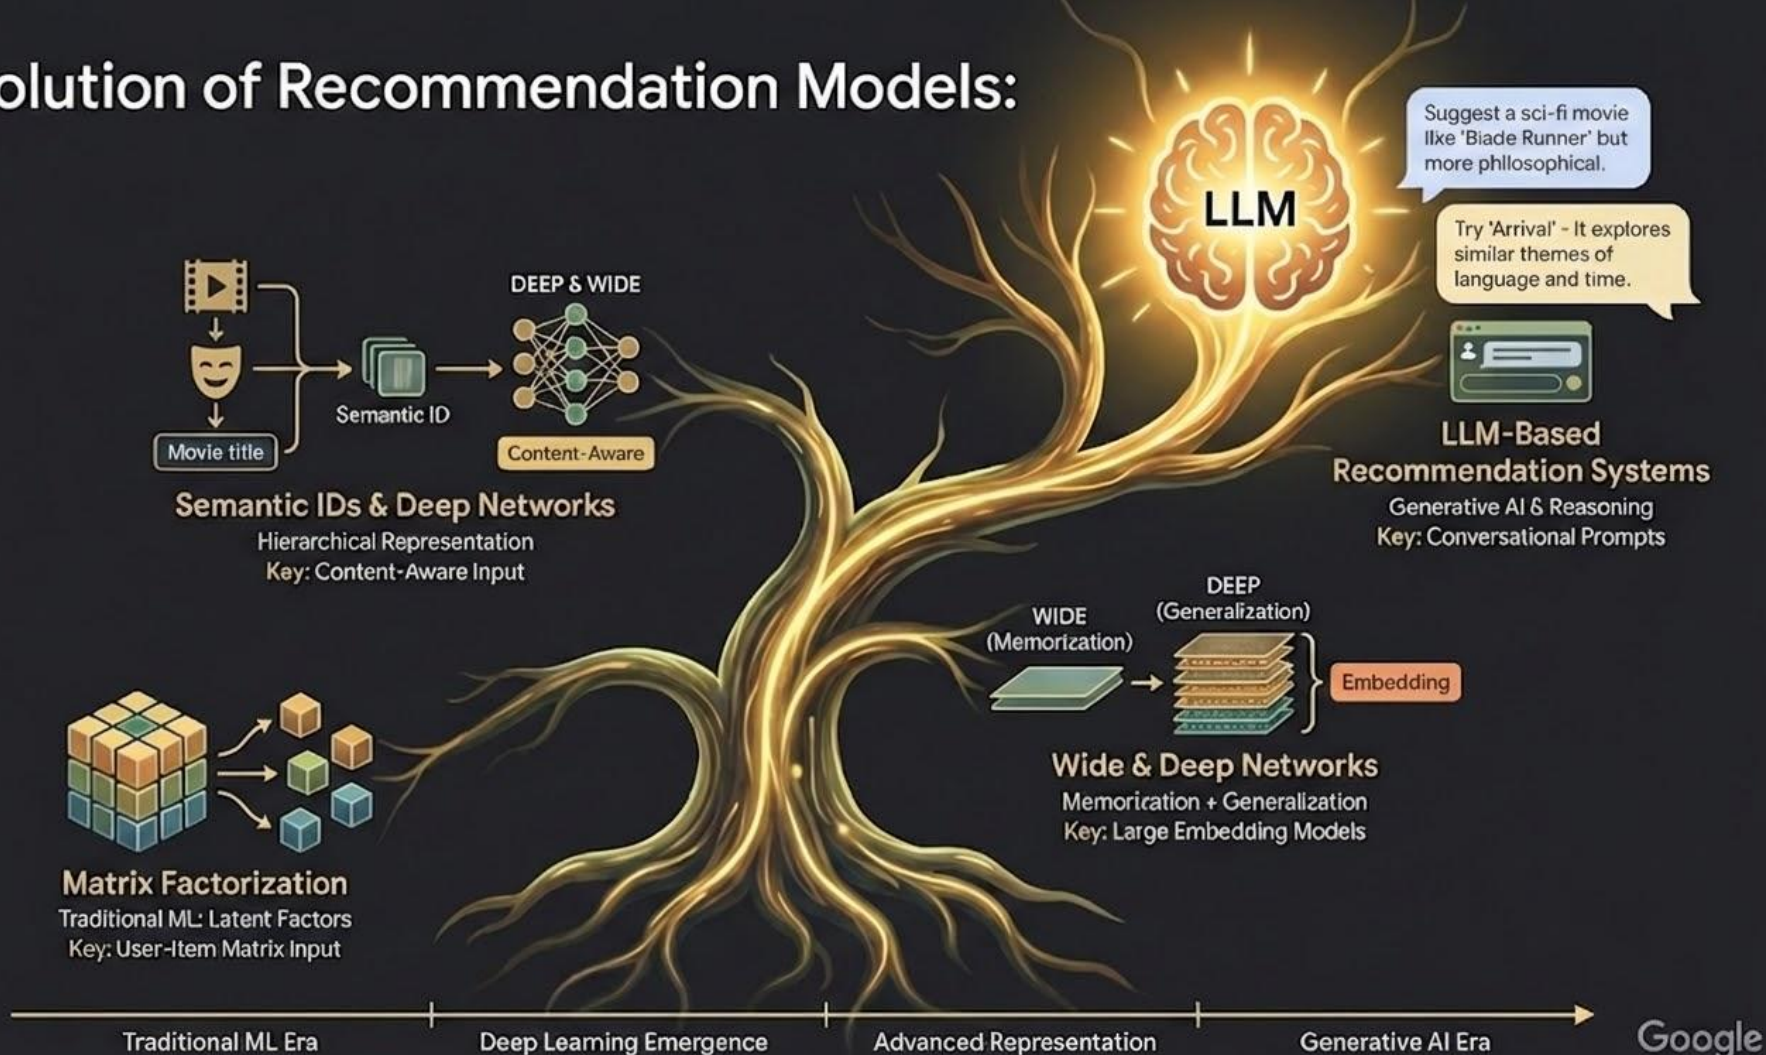 olution of Recommendation Models:
LLM
Suggest a sci-fi movie
llxe 'Biade Runner' but
more phllosophical.
Try 'Arrival' - It explores
similar themes of
language and time.
DEEP & WIDE
Semantic ID
Movie title
Content-Aware
Semantic IDs & Deep Networks
Hierarchical Representation
Key: Content-Aware Input
LLM-Based
Recommendation Systems
Generative AI & Reasoning
Key: Conversational Prompts
WIDE
(Memorization)
DEEP
(Generalization)
Embedding
Wide & Deep Networks
Memorication + Generalization
Key: Large Embedding Models
Matrix Factorization
Traditional ML: Latent Factors
Key: User-Item Matrix Input
Traditional ML Era
Deep Learning Emergence
Advanced Representation
Generative AI Era
Google